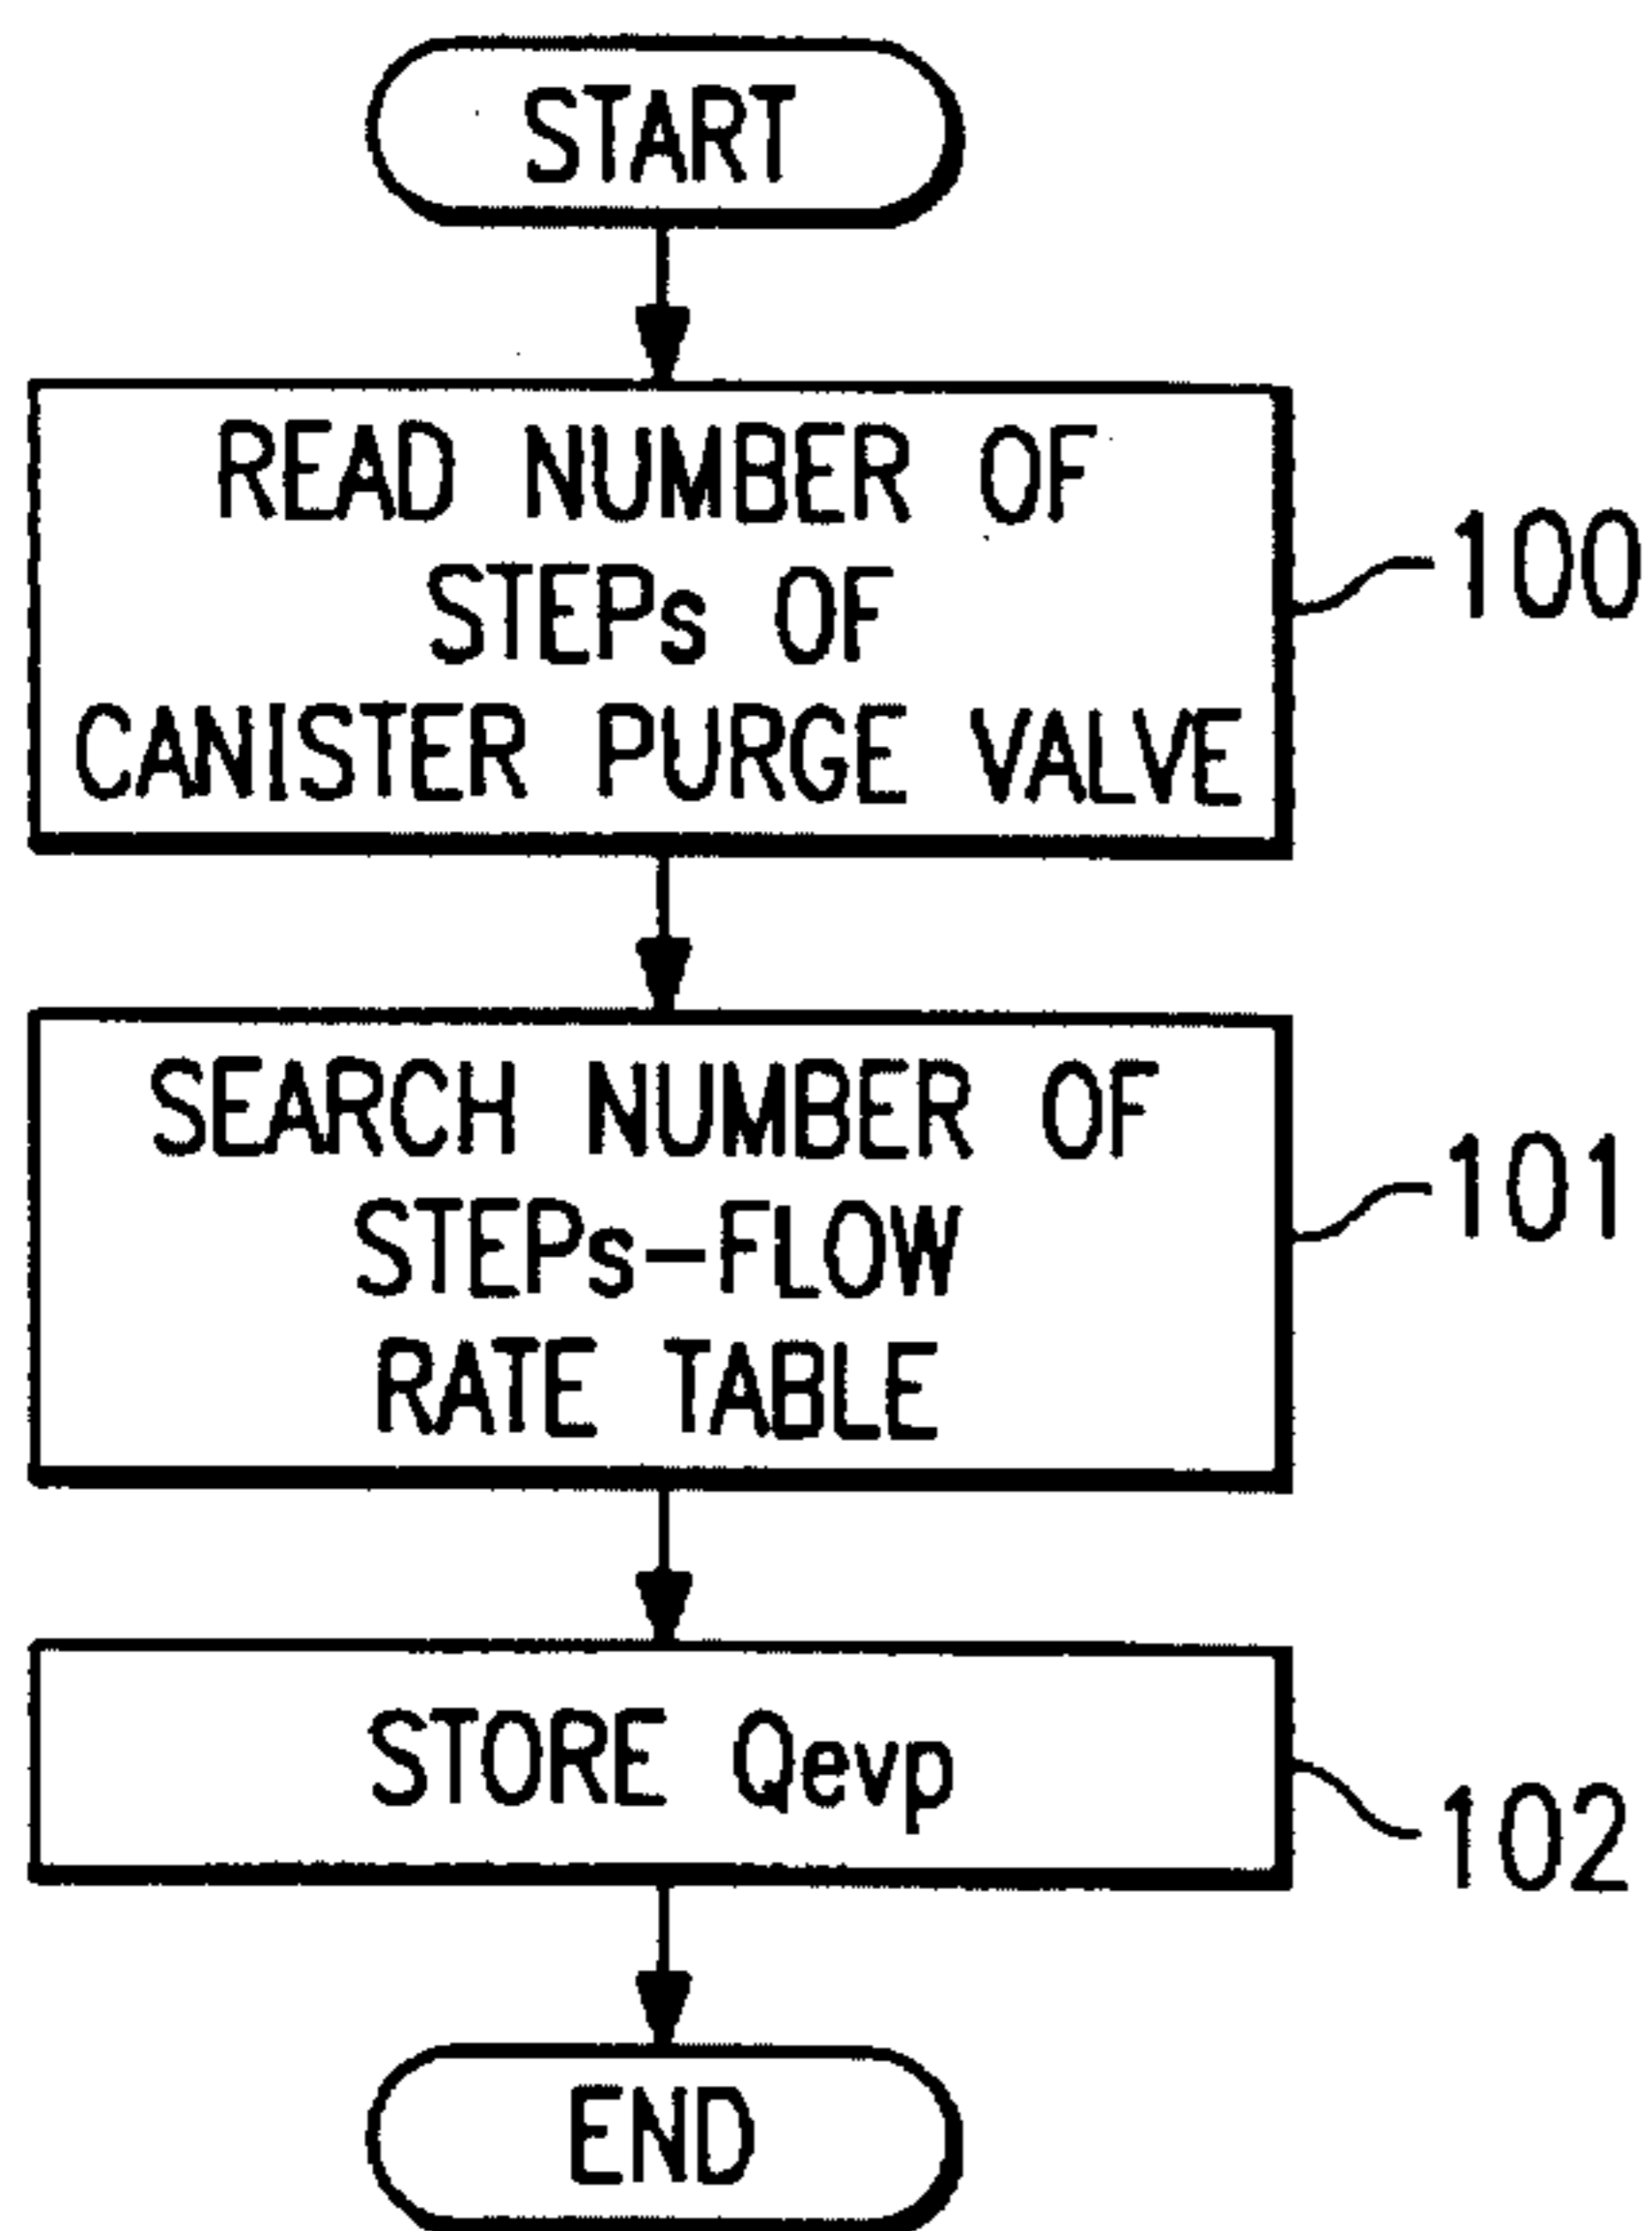 START
READ NUMBER OF
STEPs OF
CANISTER PURGE VALVE
100
SEARCH NUMBER OF
STEPs-FLOW
RATE TABLE
101
STORE Qevp
102
END